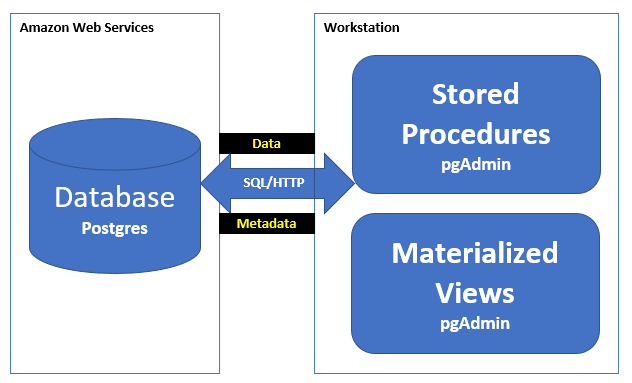 Amazon Web Services
Database
Postgres
Data
SQL/HTTP
Metadata
Workstation
Stored
Procedures
pgAdmin
Materialized
Views
pgAdmin